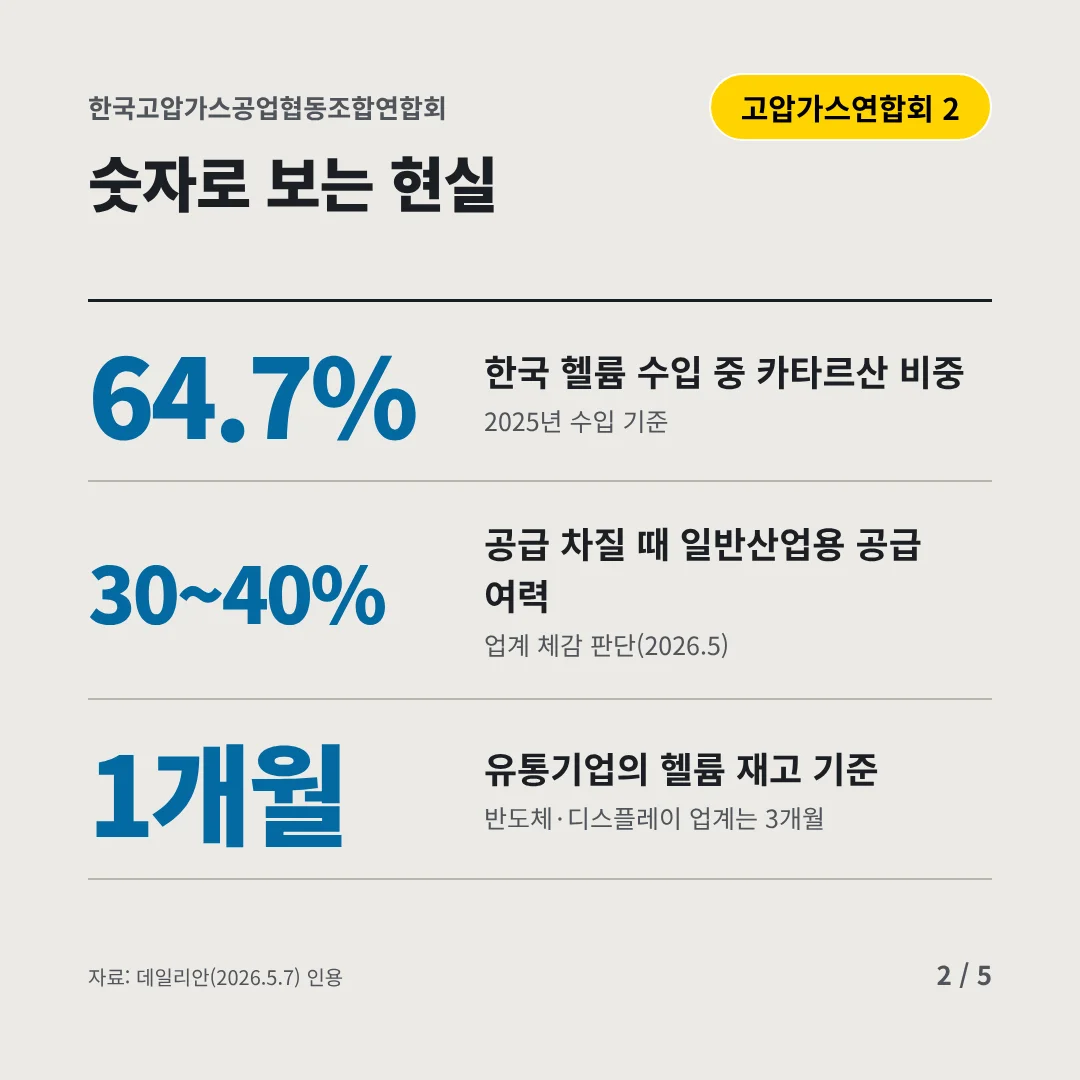 한국고압가스공업협동조합연합회
고압가스연합회 2
숫자로 보는 현실
64.7%
한국 헬륨 수입 중 카타르산 비중
2025년 수입 기준
30~40%
공급 차질 때 일반산업용 공급
여력
업계 체감 판단(2026.5)
1개월
유통기업의 헬륨 재고 기준
반도체·디스플레이 업계는 3개월
자료: 데일리안(2026.5.7) 인용
2 / 5